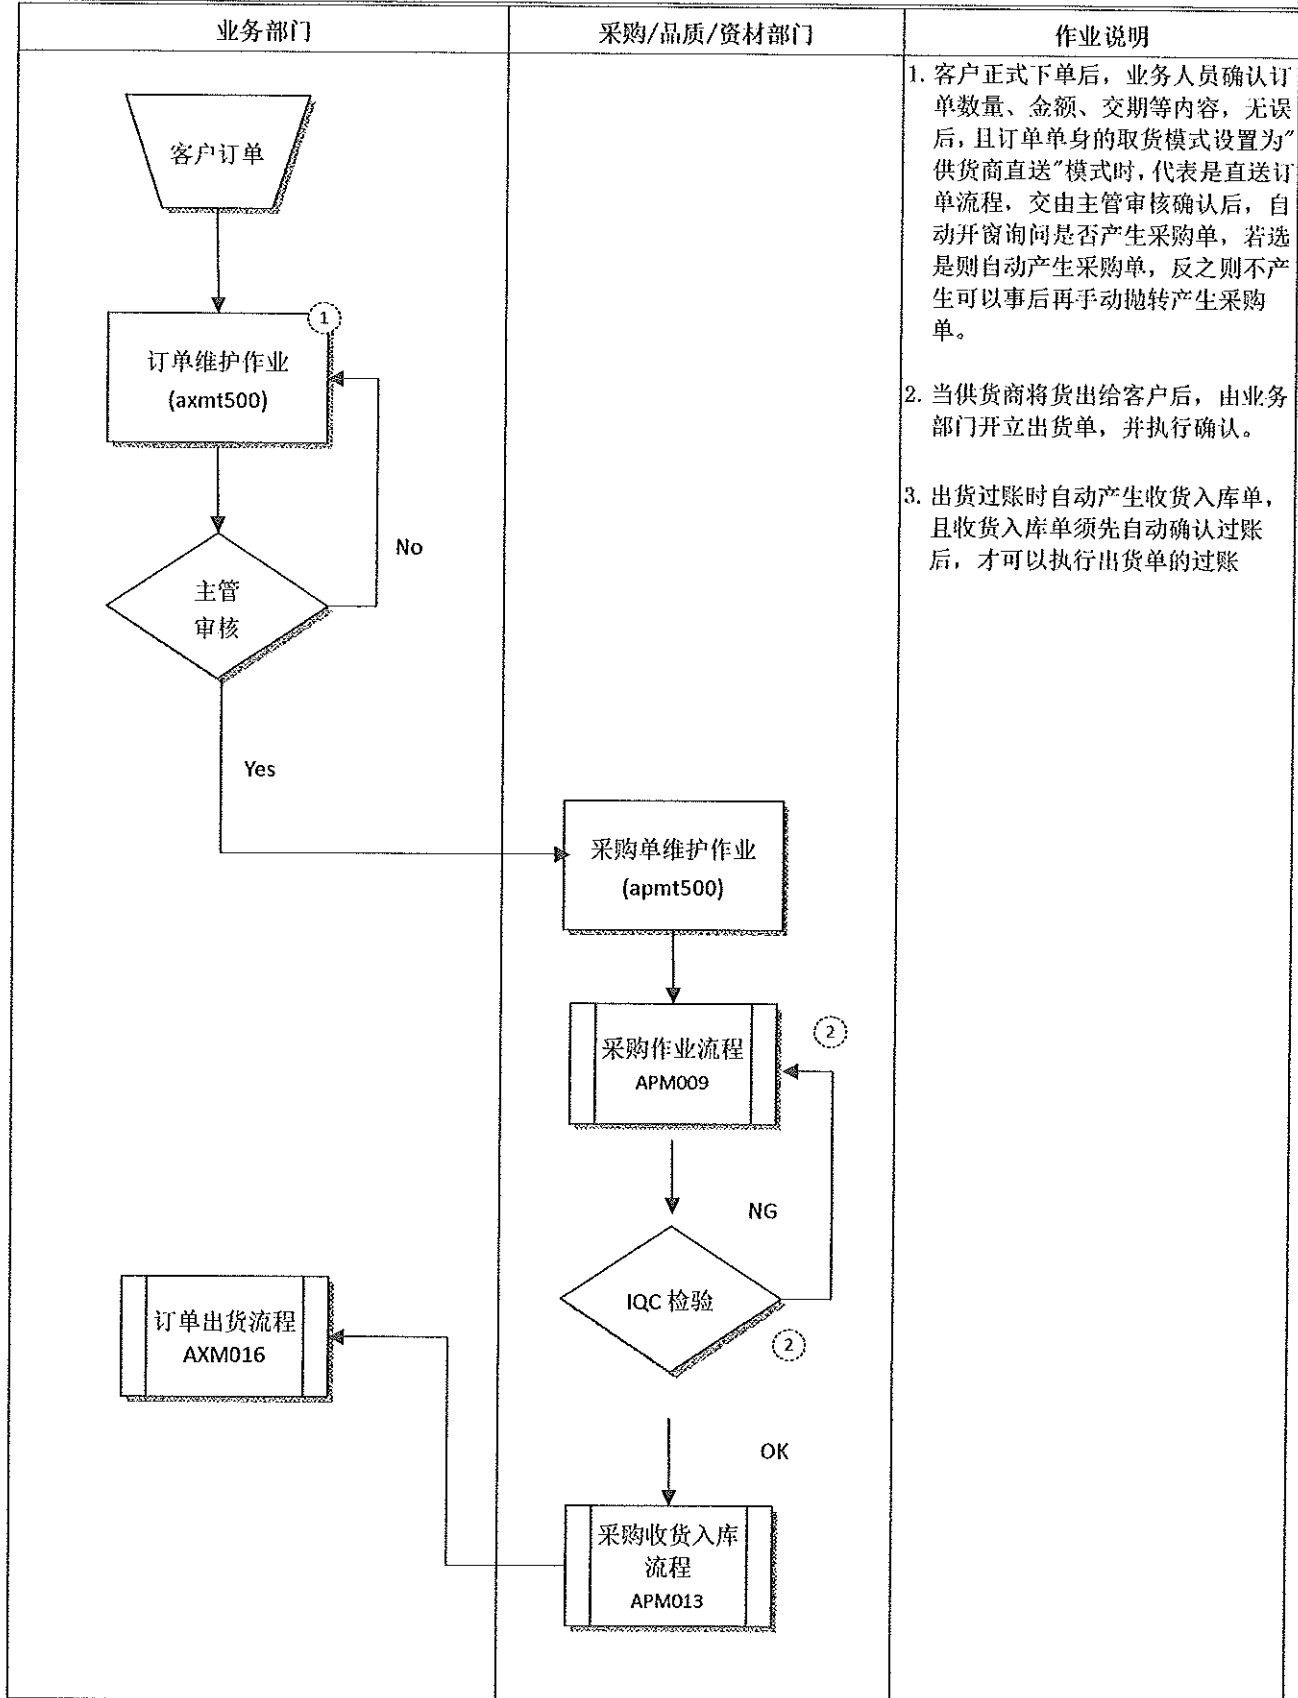 业务部门
采购/品质/资材部门
作业说明
客户订单
1
订单维护作业
(axmt500)
No
主管
审核
Yes
采购单维护作业
(apmt500)
采购作业流程
APM009
2
NG
IQC 检验
2
OK
订单出货流程
AXM016
采购收货入库
流程
APM013
1. 客户正式下单后，业务人员确认订
单数量、金额、交期等内容，无误
后，且订单单身的取货模式设置为"
供货商直送"模式时，代表是直送订
单流程，交由主管审核确认后，自
动开窗询问是否产生采购单，若选
是则自动产生采购单，反之则不产
生可以事后再手动抛转产生采购
单。
2. 当供货商将货出给客户后，由业务
部门开立出货单，并执行确认。
3. 出货过账时自动产生收货入库单，
且收货入库单须先自动确认过账
后，才可以执行出货单的过账